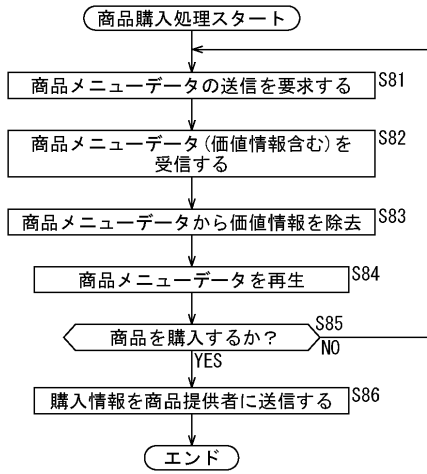 商品購入処理スタート
商品メニューデータの送信を要求する
S81
商品メニューデータ(価値情報含む)を
受信する
S82
商品メニューデータから価値情報を除去
S83
商品メニューデータを再生
S84
商品を購入するか?
S85
NO
YES
購入情報を商品提供者に送信する
S86
エンド